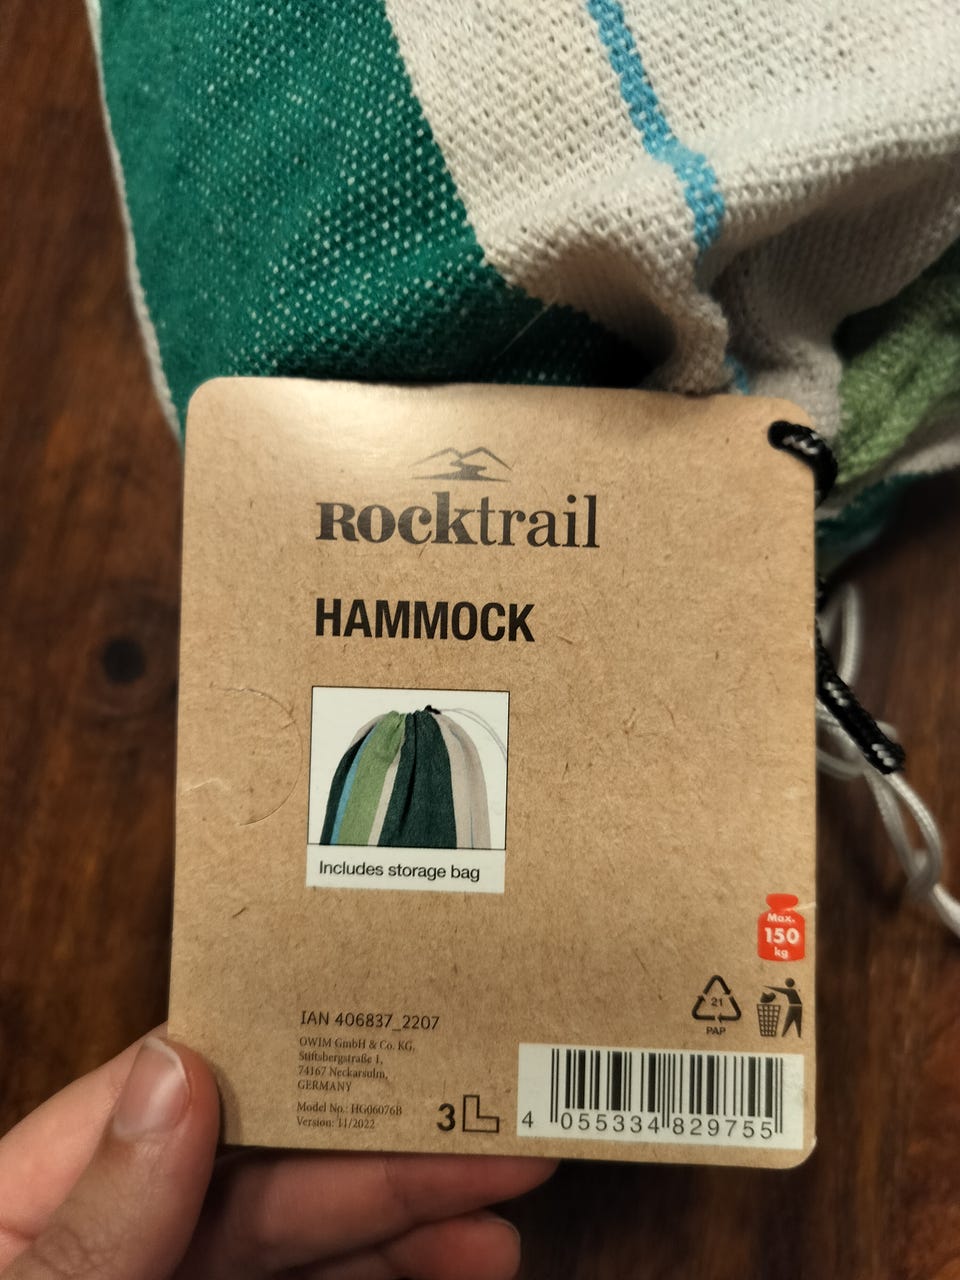 Rocktrail
HAMMOCK
Includes storage bag
Max.
150
kg
21
PAP
IAN 406837_2207
OWIM GmbH & Co. KG,
Stiftsbergstraße 1,
74167 Neckarsulm,
GERMANY
Model No.: HG06076B
Version: 11/2022
3
4 055334 829755